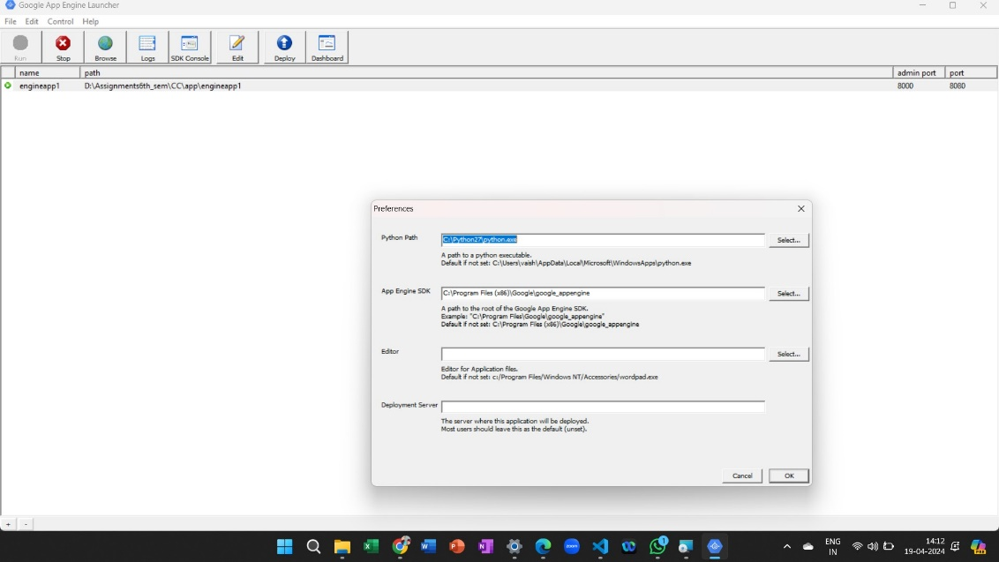 Google App Engine Launcher
File Edit Control Help
Run Stop Browse Logs SDK Console Edit Deploy Dashboard
name path admin port port
engineapp1 D:\Assignments6th_sem\CC\app\engineapp1 8000 8080
Preferences
Python Path C:\Python27\python.exe Select...
A path to a python executable.
Default if not set: C:\Users\vaish\AppData\Local\Microsoft\WindowsApps\python.exe
App Engine SDK C:\Program Files (x86)\Google\google_appengine Select...
A path to the root of the Google App Engine SDK.
Example: "C:\Program Files\Google\google_appengine"
Default if not set: C:\Program Files (x86)\Google\google_appengine
Editor Select...
Editor for Application files.
Default if not set: c:/Program Files/Windows NT/Accessories/wordpad.exe
Deployment Server
The server where this application will be deployed.
Most users should leave this as the default (unset).
Cancel OK
+ -
zoom 1
ENG 14:12
IN 19-04-2024